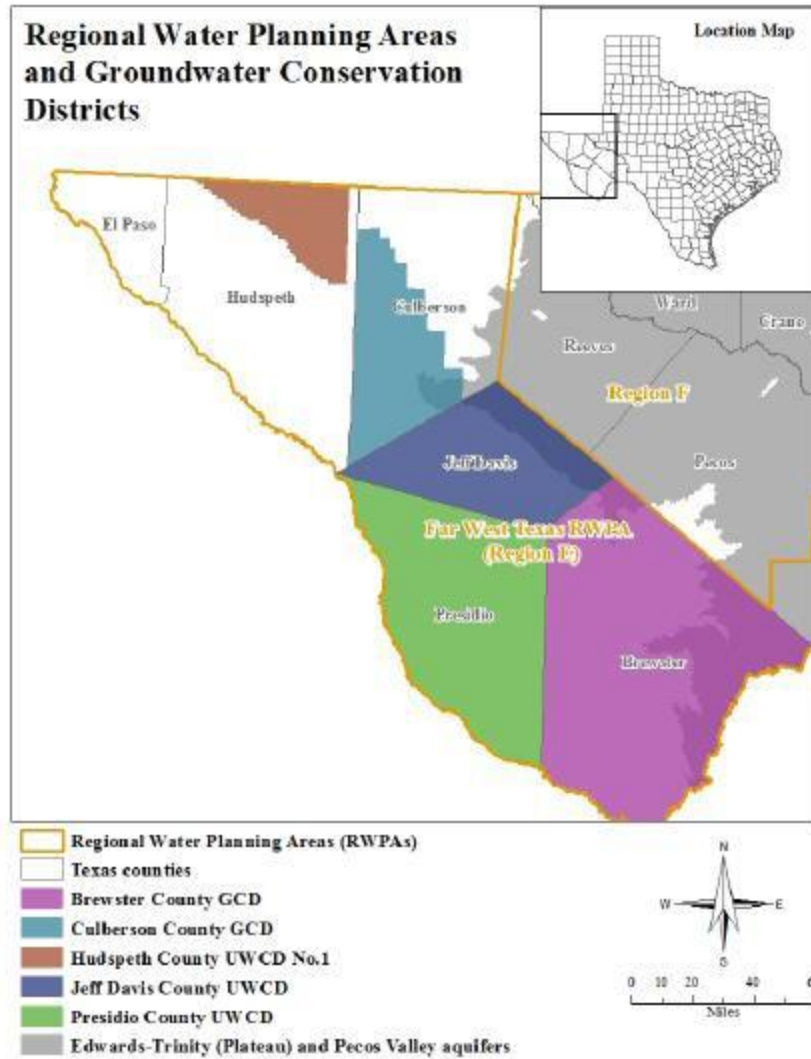 Regional Water Planning Areas
and Groundwater Conservation
Districts
Location Map
El Paso
Hudspeth
Culberson
Ward
Crane
Reeves
Region F
Jeff Davis
Pecos
Far West Texas RWPA
(Region E)
Presidio
Brewster
Regional Water Planning Areas (RWPAs)
Texas counties
Brewster County GCD
Culberson County GCD
Hudspeth County UWCD No.1
Jeff Davis County UWCD
Presidio County UWCD
Edwards-Trinity (Plateau) and Pecos Valley aquifers
N
W E
S
0 10 20 40
Miles